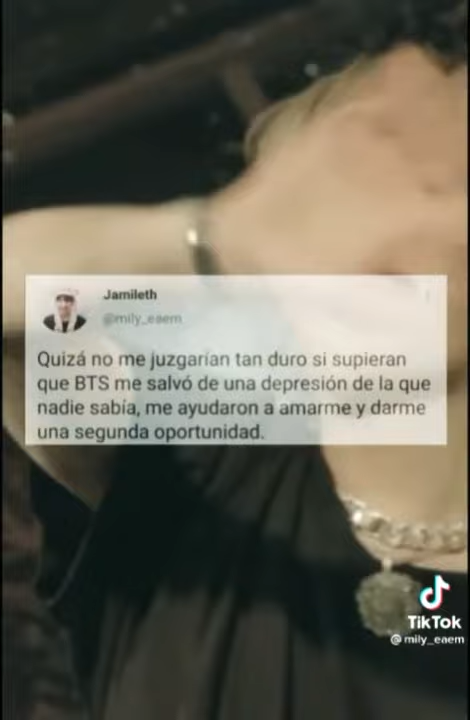 Jamileth
@mily_eaem
Quizá no me juzgarían tan duro si supieran
que BTS me salvó de una depresión de la que
nadie sabía, me ayudaron a amarme y darme
una segunda oportunidad.
TikTok
@mily_eaem